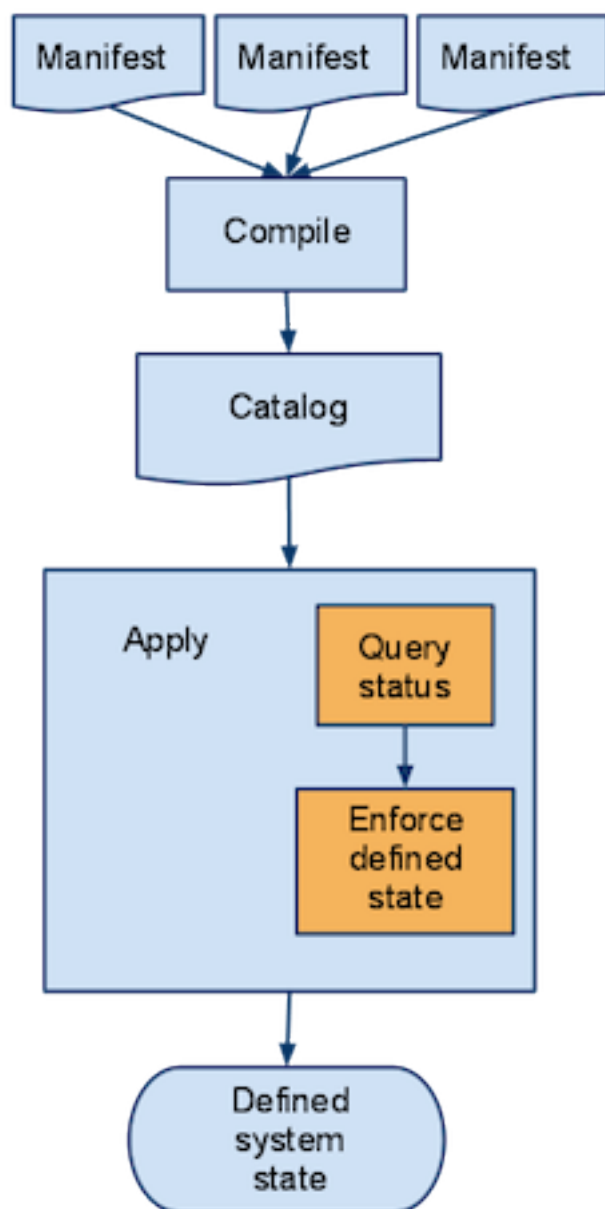 Manifest Manifest Manifest
Compile
Catalog
Apply
Query
status
Enforce
defined
state
Defined
system
state